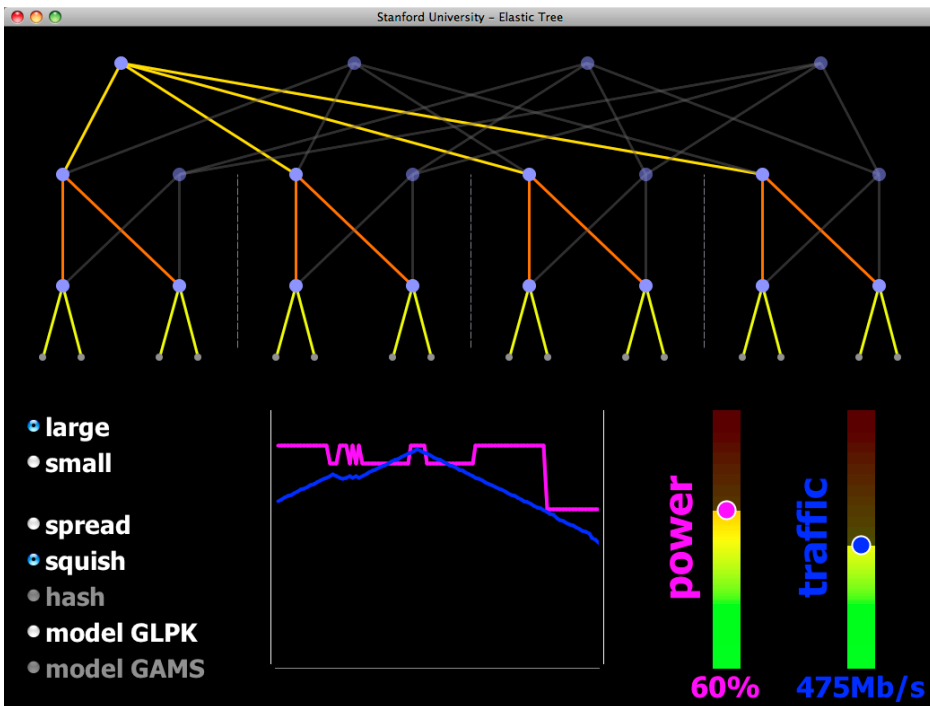 Stanford University – Elastic Tree
large
small
spread
squish
hash
model GLPK
model GAMS
power
traffic
60%
475Mb/s